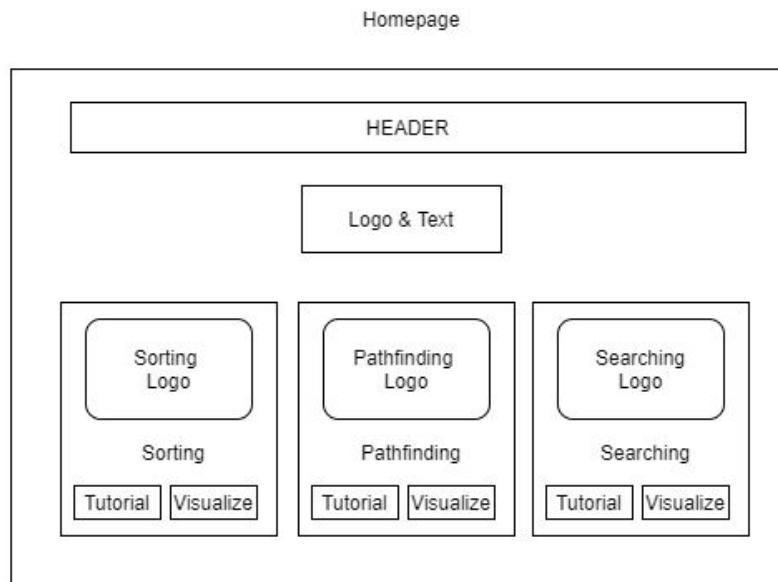 Homepage
HEADER
Logo & Text
Sorting
Logo
Pathfinding
Logo
Searching
Logo
Sorting
Pathfinding
Searching
Tutorial
Visualize
Tutorial
Visualize
Tutorial
Visualize